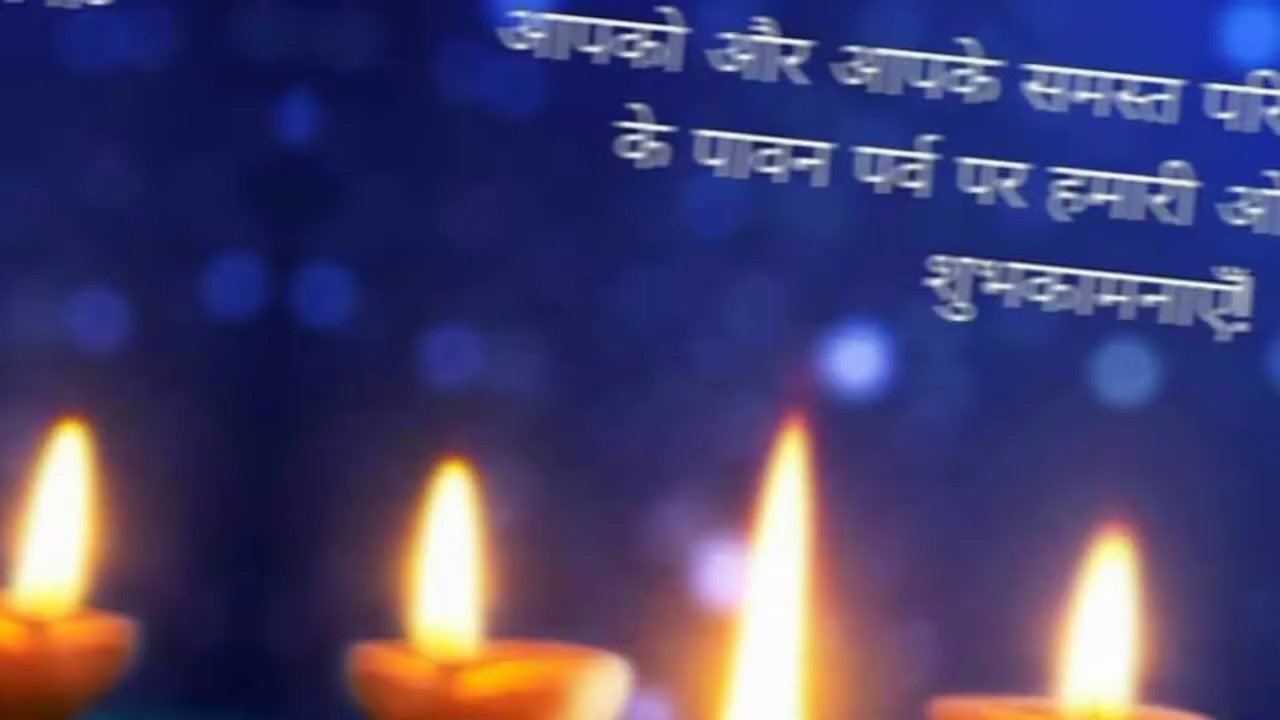 आपको और आपके समस्त
के पावन पर्व पर हमारी
शुभकामनाएँ!